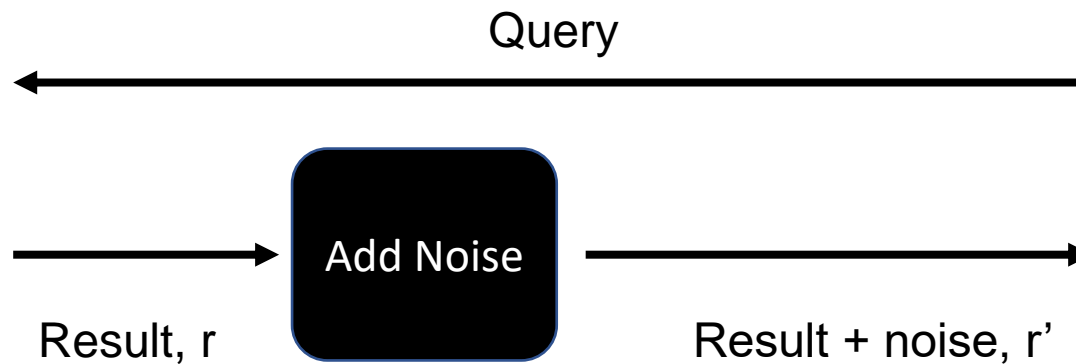 Query
Add Noise
Result, r
Result + noise, r’